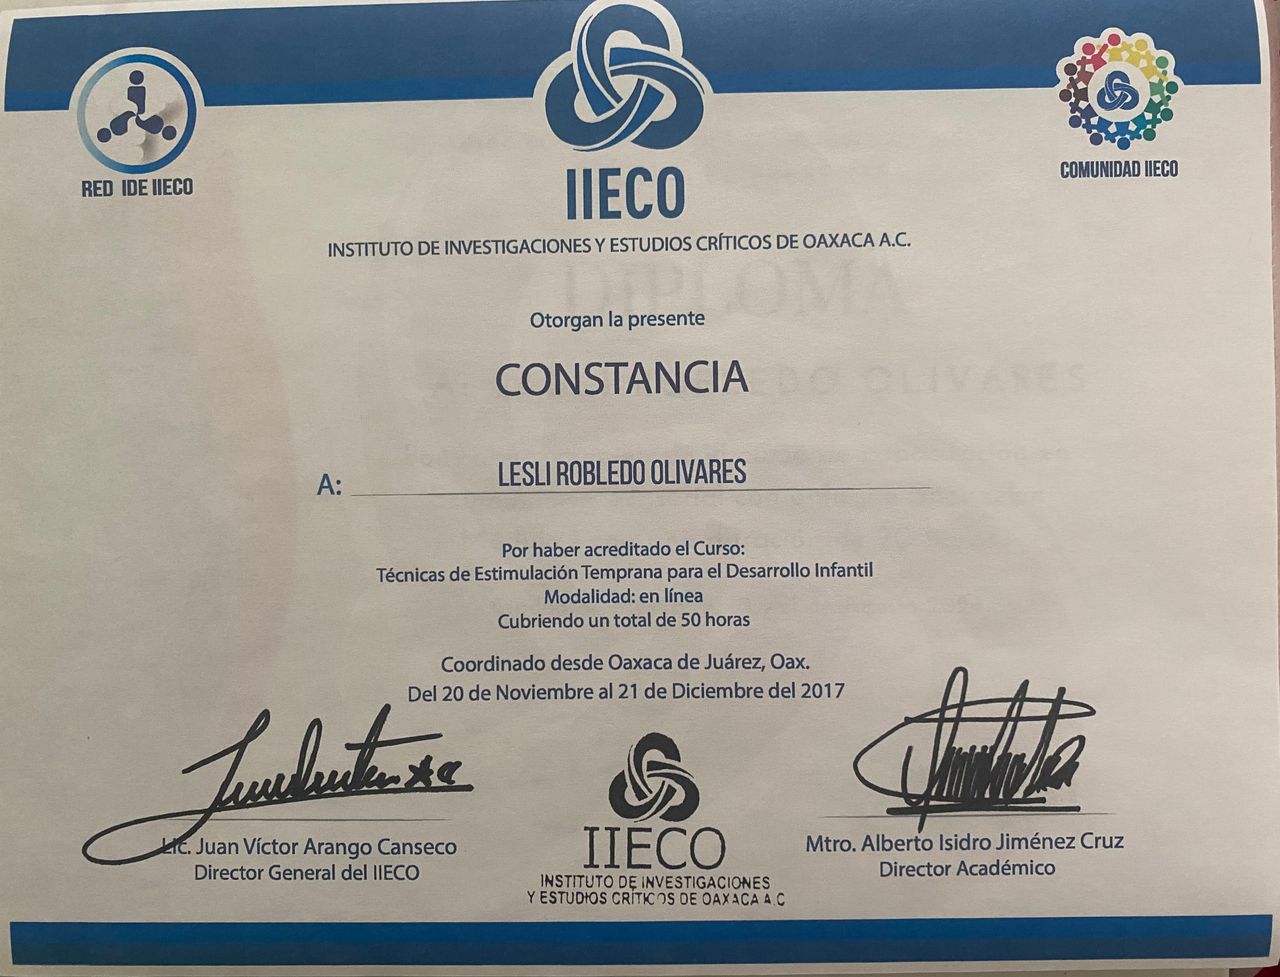 RED IDE IIECO
IIECO
COMUNIDAD IIECO
INSTITUTO DE INVESTIGACIONES Y ESTUDIOS CRÍTICOS DE OAXACA A.C.
DIPLOMA
Otorgan la presente
CONSTANCIA
DO OLIVARES
A: LESLI ROBLEDO OLIVARES
Por haber acreditado el Curso:
Técnicas de Estimulación Temprana para el Desarrollo Infantil
Modalidad: en línea
Cubriendo un total de 50 horas
Coordinado desde Oaxaca de Juárez, Oax.
Del 20 de Noviembre al 21 de Diciembre del 2017
Lic. Juan Víctor Arango Canseco
Director General del IIECO
IIECO
INSTITUTO DE INVESTIGACIONES
Y ESTUDIOS CRÍTICOS DE OAXACA A.C
Mtro. Alberto Isidro Jiménez Cruz
Director Académico